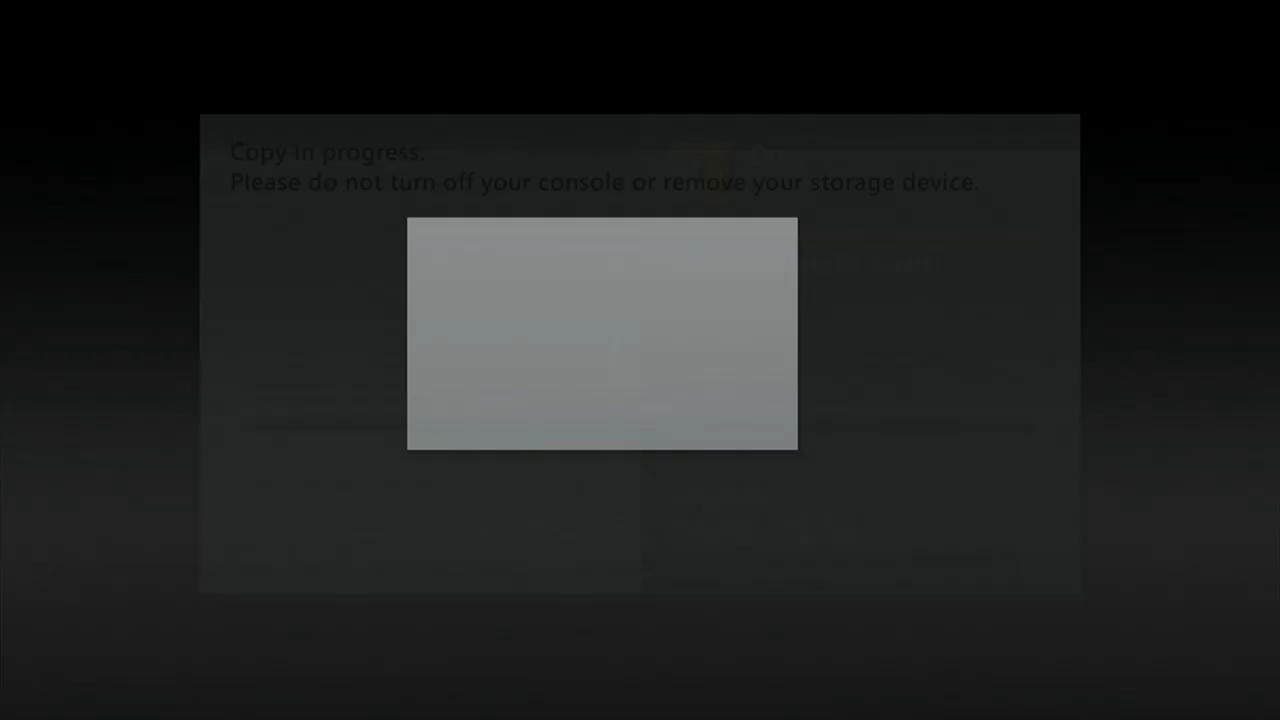 Copy in progress.
Please do not turn off your console or remove your storage device.